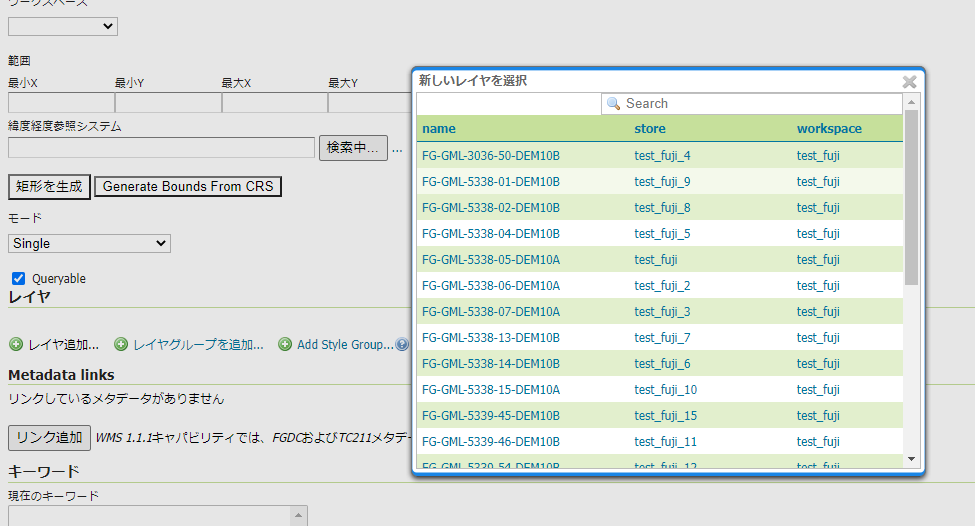 ワークスペース
範囲
最小X 最小Y 最大X 最大Y
緯度経度参照システム
検索中... ...
矩形を生成 Generate Bounds From CRS
モード
Single
Queryable
レイヤ
レイヤ追加... レイヤグループを追加... Add Style Group...
Metadata links
リンクしているメタデータがありません
リンク追加 WMS 1.1.1キャパビリティでは、FGDCおよびTC211メタデー
キーワード
現在のキーワード
新しいレイヤを選択
Search
name store workspace
FG-GML-3036-50-DEM10B test_fuji_4 test_fuji
FG-GML-5338-01-DEM10B test_fuji_9 test_fuji
FG-GML-5338-02-DEM10B test_fuji_8 test_fuji
FG-GML-5338-04-DEM10B test_fuji_5 test_fuji
FG-GML-5338-05-DEM10A test_fuji test_fuji
FG-GML-5338-06-DEM10A test_fuji_2 test_fuji
FG-GML-5338-07-DEM10A test_fuji_3 test_fuji
FG-GML-5338-13-DEM10B test_fuji_7 test_fuji
FG-GML-5338-14-DEM10B test_fuji_6 test_fuji
FG-GML-5338-15-DEM10A test_fuji_10 test_fuji
FG-GML-5339-45-DEM10B test_fuji_15 test_fuji
FG-GML-5339-46-DEM10B test_fuji_11 test_fuji
FG-GML-5339-54-DEM10B test_fuji_12 test_fuji